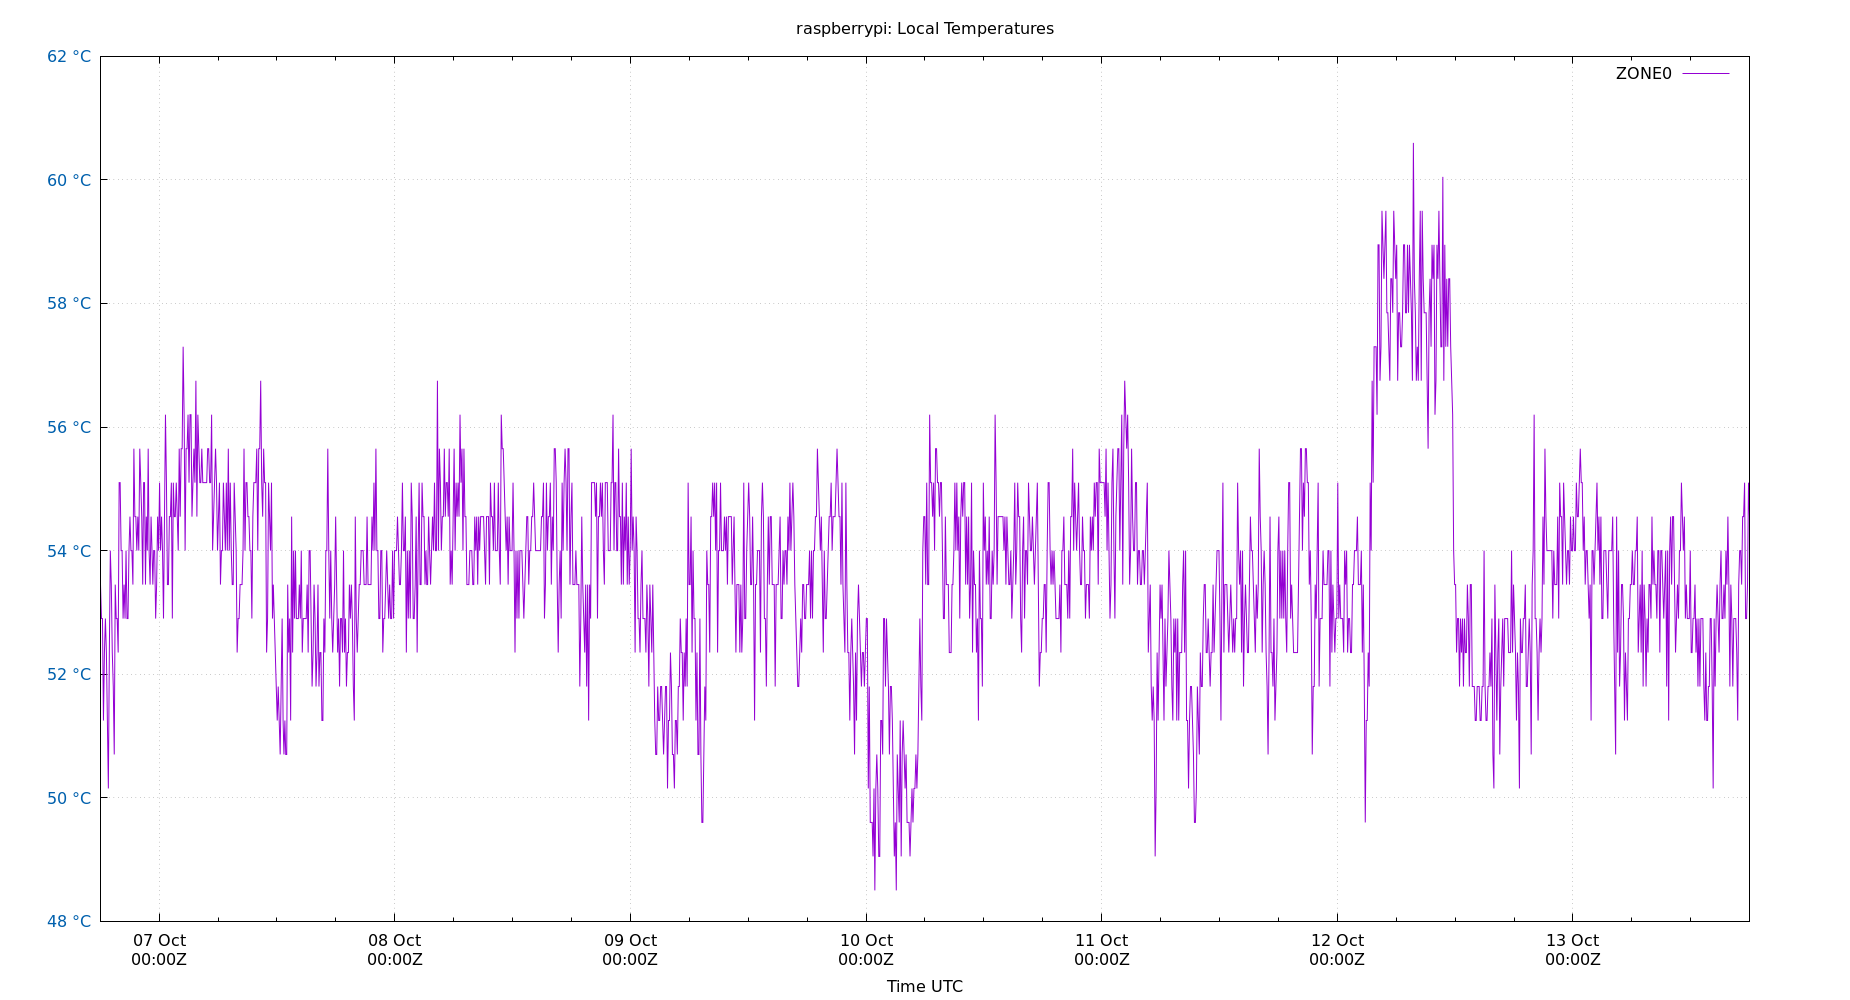 raspberrypi: Local Temperatures
62 °C
ZONE0
60 °C
58 °C
56 °C
54 °C
52 °C
50 °C
48 °C
07 Oct
00:00Z
08 Oct
00:00Z
09 Oct
00:00Z
10 Oct
00:00Z
11 Oct
00:00Z
12 Oct
00:00Z
13 Oct
00:00Z
Time UTC